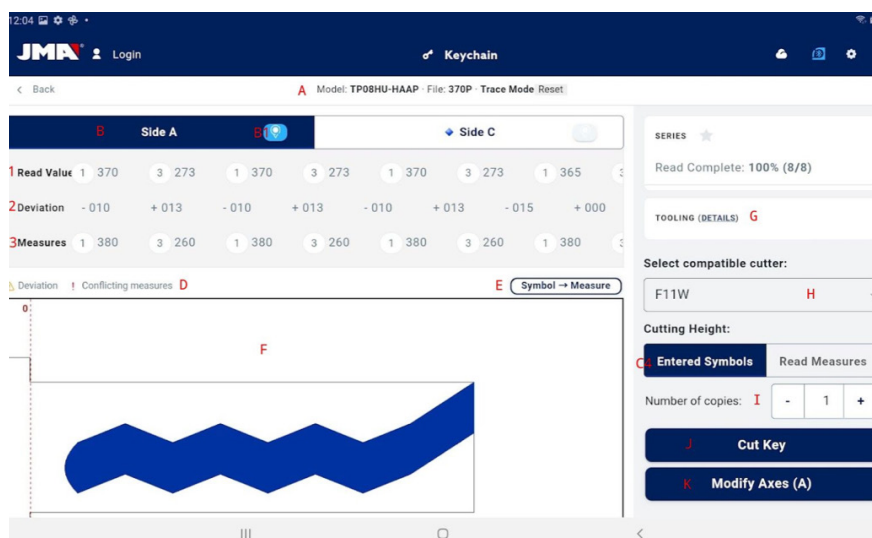 12:04
JMA Login Keychain
Back A Model: TP08HU-HAAP · File: 370P · Trace Mode Reset
B Side A B Side C
SERIES
1 Read Value 1 370 3 273 1 370 3 273 1 370 3 273 1 365
Read Complete: 100% (8/8)
2 Deviation - 010 + 013 - 010 + 013 - 010 + 013 - 015 + 000
TOOLING (DETAILS) G
3 Measures 1 380 3 260 1 380 3 260 1 380 3 260 1 380
Select compatible cutter:
Deviation ! Conflicting measures D E Symbol → Measure
F11W H
0
Cutting Height:
F
C4 Entered Symbols Read Measures
Number of copies: I - 1 +
J Cut Key
K Modify Axes (A)